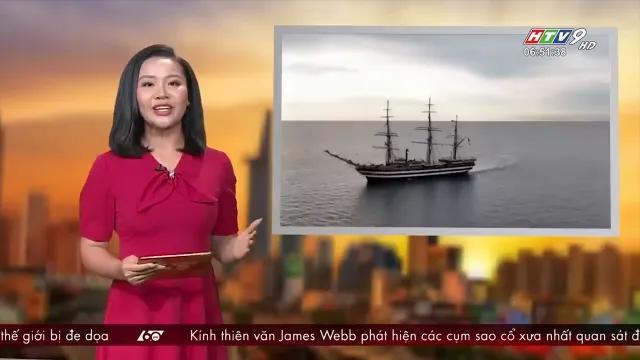 HTV9 HD
06:51:38
thế giới bị đe dọa 60 Kính thiên văn James Webb phát hiện các cụm sao cổ xưa nhất quan sát đ